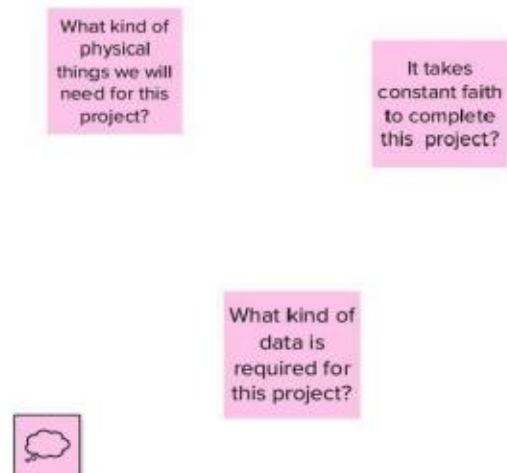 What kind of
physical
things we will
need for this
project?
It takes
constant faith
to complete
this project?
What kind of
data is
required for
this project?